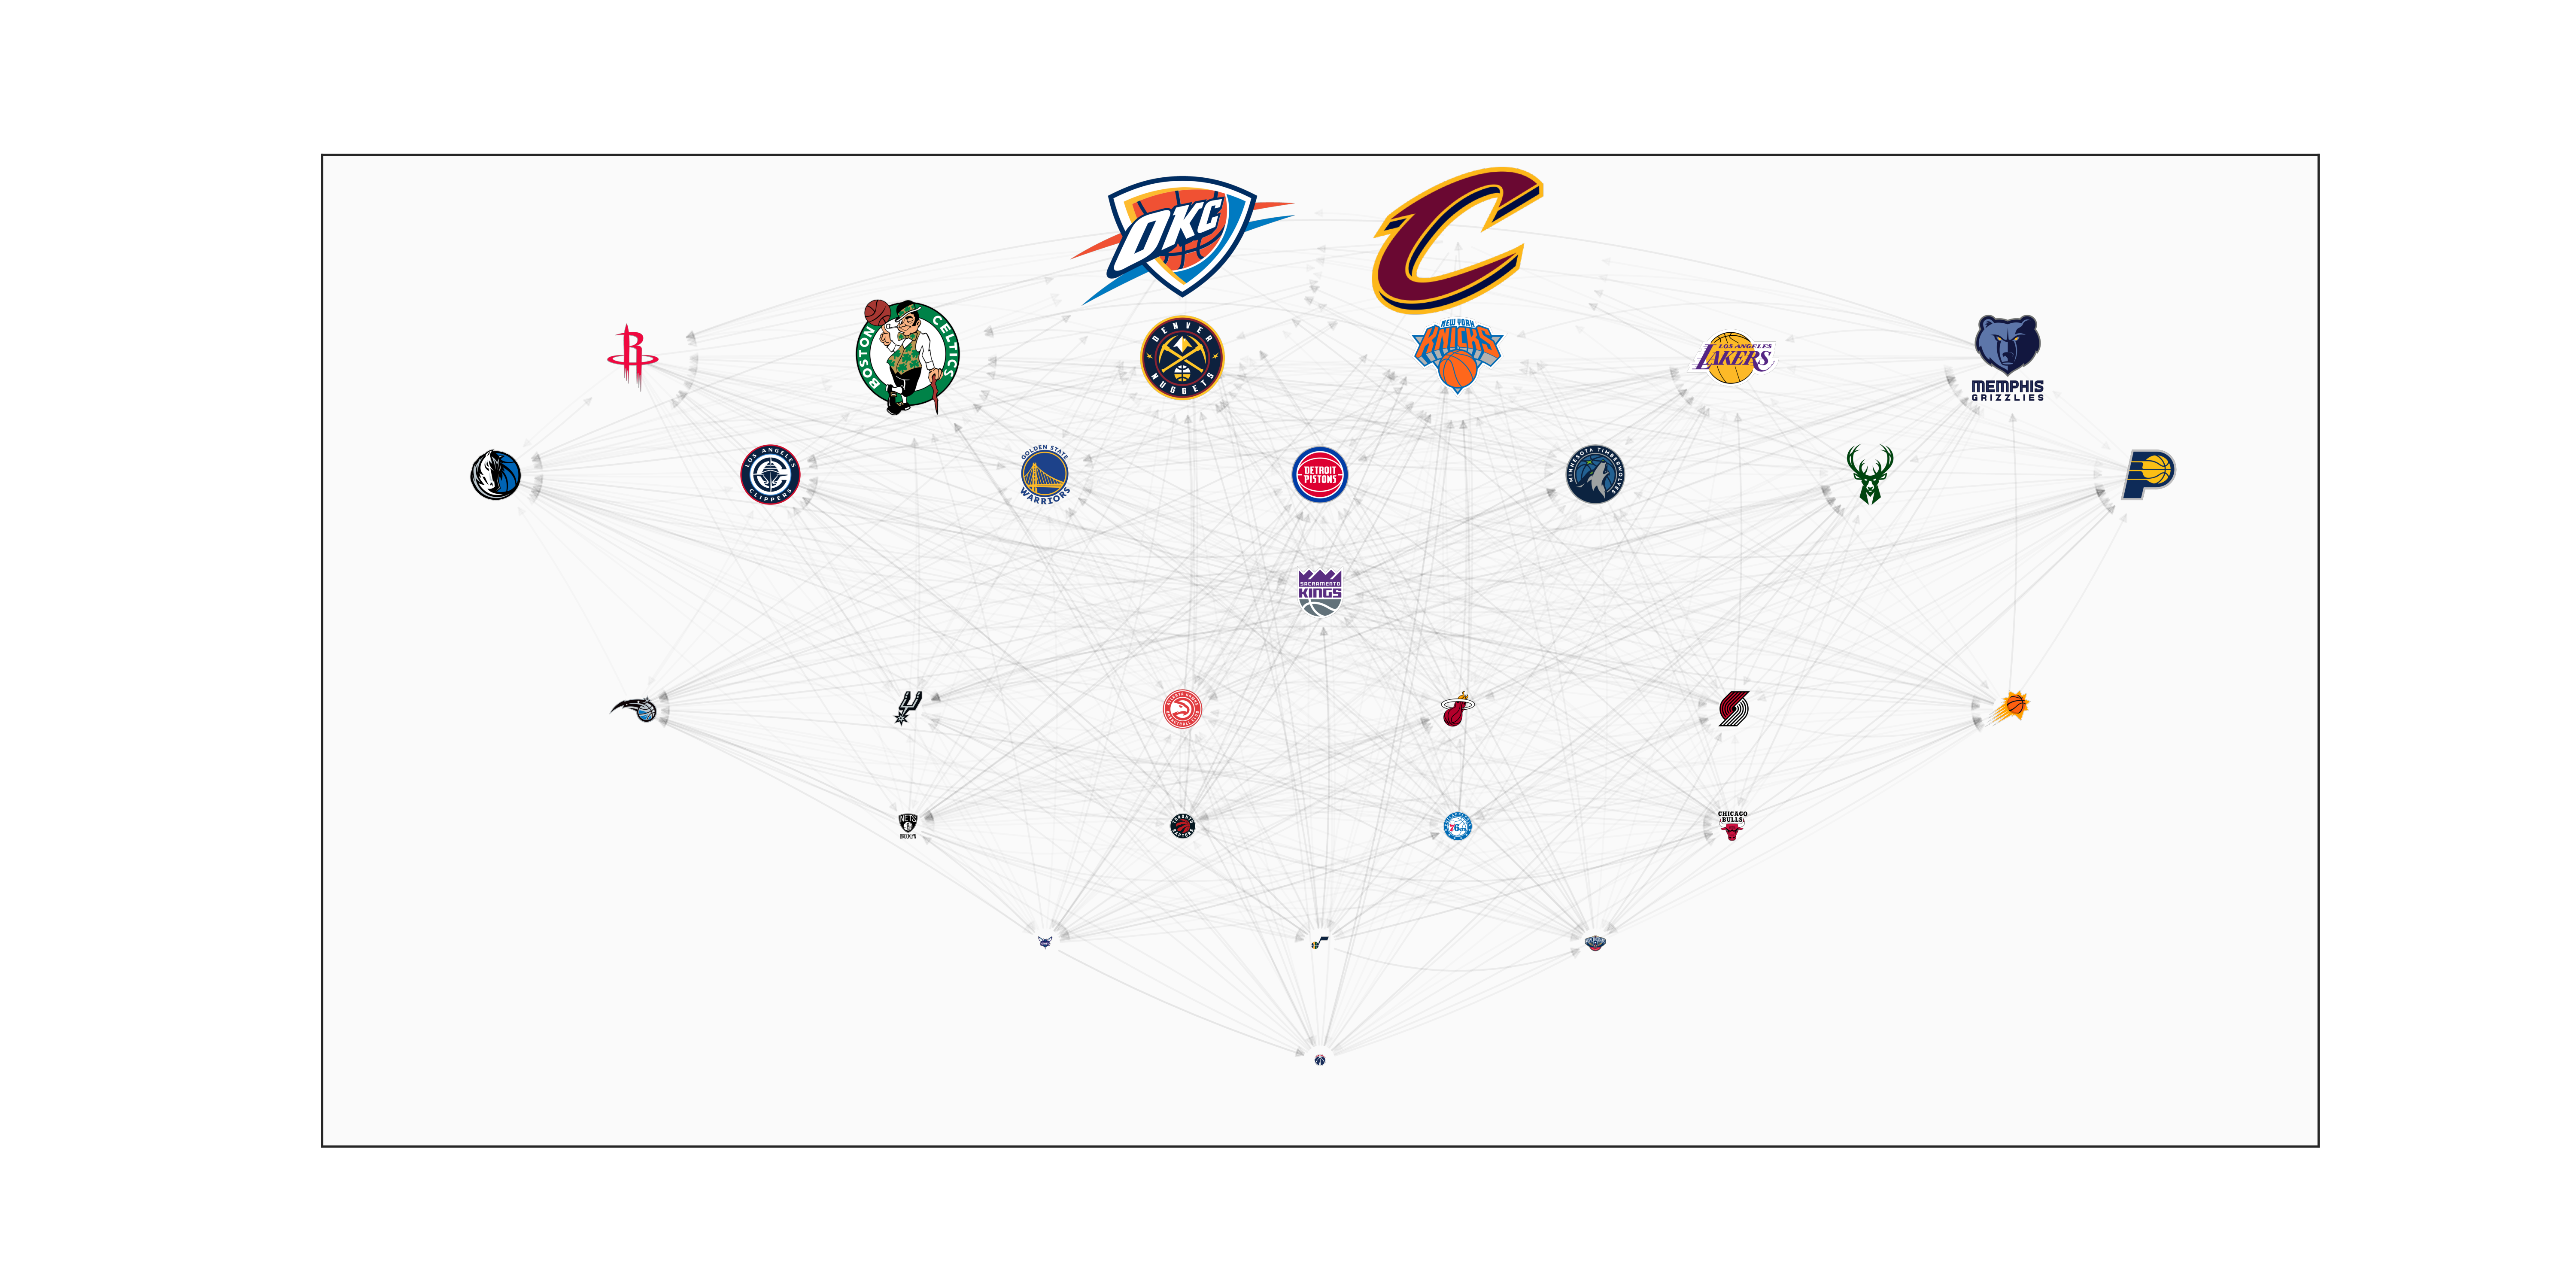 OKC
C
R
BOSTON CELTICS
DENVER NUGGETS
NEW YORK
KNICKS
LOS ANGELES
LAKERS
MEMPHIS
GRIZZLIES
LOS ANGELES CLIPPERS
GOLDEN STATE
WARRIORS
DETROIT
PISTONS
MINNESOTA TIMBERWOLVES
P
SACRAMENTO
KINGS
NETS
B
BROOKLYN
TORONTO RAPTORS
76ers
CHICAGO
BULLS